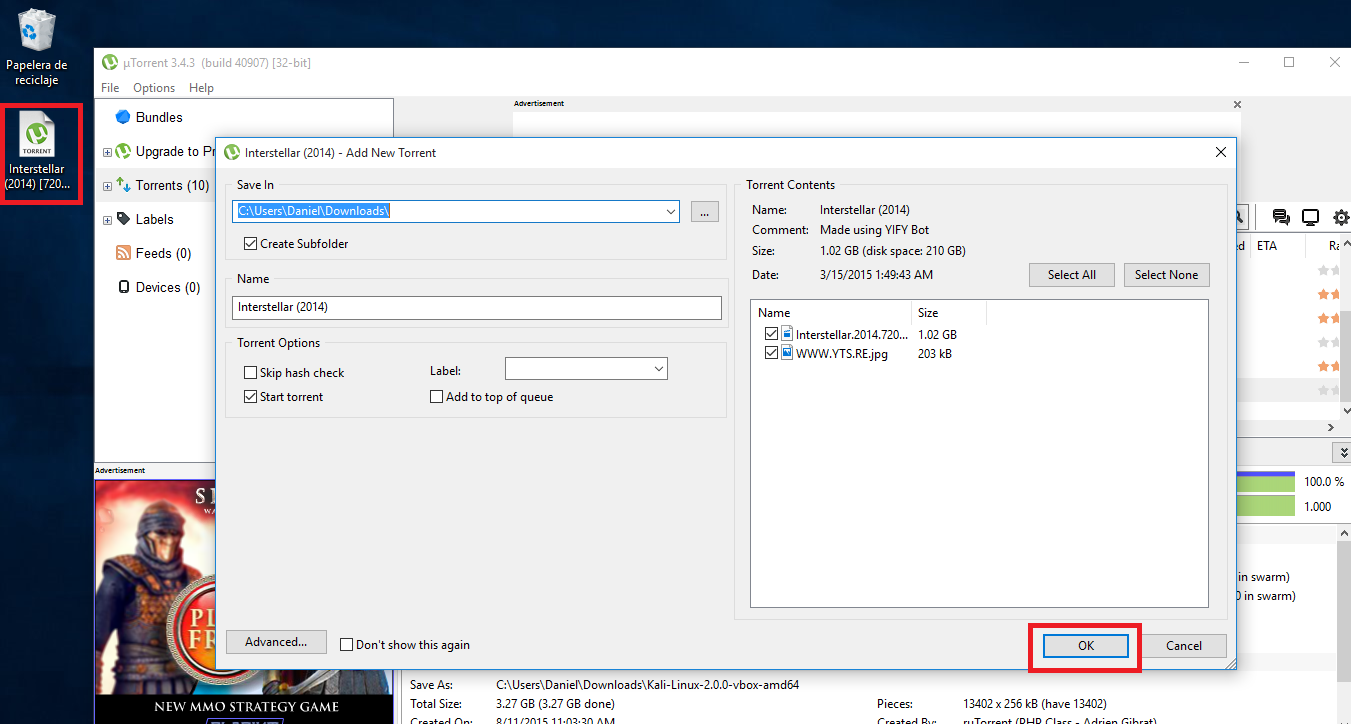 Papelera de
reciclaje
TORRENT
Interstellar
(2014) [720...
µTorrent 3.4.3 (build 40907) [32-bit]
File Options Help
Advertisement
Bundles
Upgrade to Pr
Torrents (10)
Labels
Feeds (0)
Devices (0)
Interstellar (2014) - Add New Torrent
Save In
C:\Users\Daniel\Downloads\
...
Create Subfolder
Name
Interstellar (2014)
Torrent Options
Skip hash check
Label:
Start torrent
Add to top of queue
Advanced...
Don't show this again
Torrent Contents
Name: Interstellar (2014)
Comment: Made using YIFY Bot
Size: 1.02 GB (disk space: 210 GB)
Date: 3/15/2015 1:49:43 AM
Select All
Select None
Name Size
Interstellar.2014.720... 1.02 GB
WWW.YTS.RE.jpg 203 kB
OK
Cancel
ed ETA Ra
100.0 %
1.000
in swarm)
0 in swarm)
Advertisement
NEW MMO STRATEGY GAME
Save As: C:\Users\Daniel\Downloads\Kali-Linux-2.0.0-vbox-amd64
Total Size: 3.27 GB (3.27 GB done)
Pieces: 13402 x 256 kB (have 13402)
Created On: 8/11/2015 11:03:30 AM
Created By: ruTorrent (PHP Class - Adrien Gibrat)